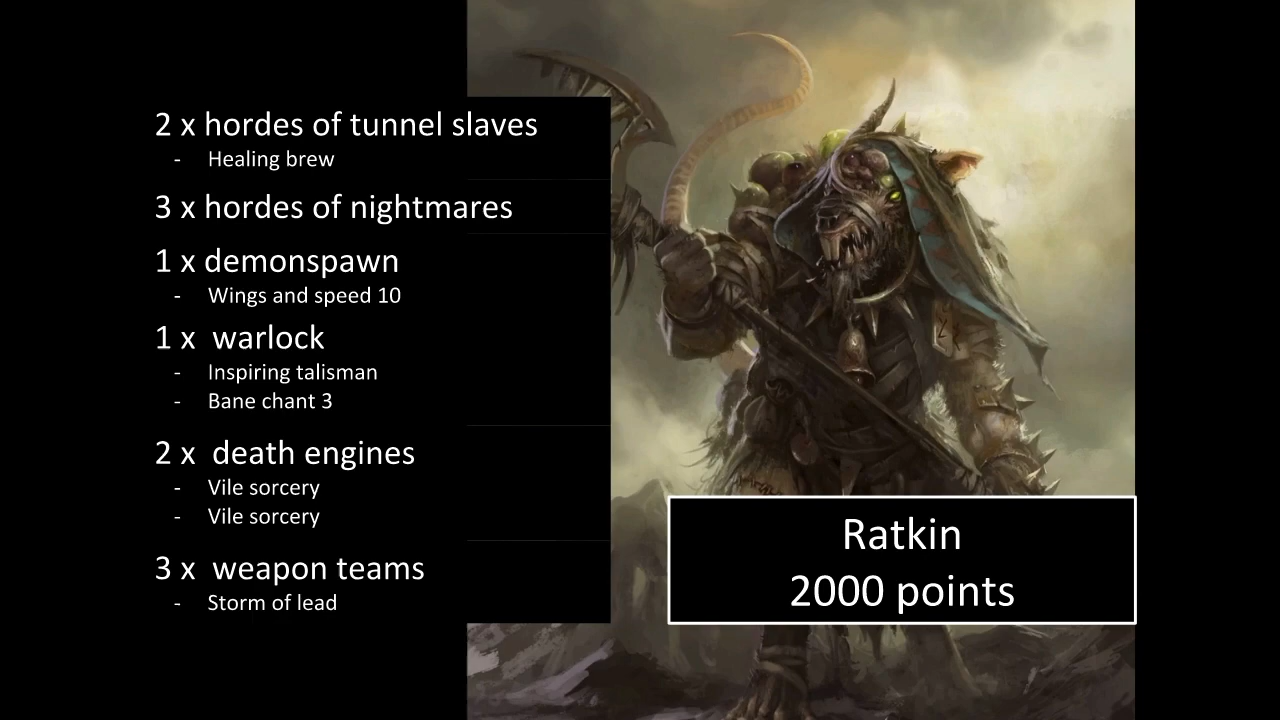 2 x hordes of tunnel slaves
- Healing brew
3 x hordes of nightmares
1 x demonspawn
- Wings and speed 10
1 x warlock
- Inspiring talisman
- Bane chant 3
2 x death engines
- Vile sorcery
- Vile sorcery
3 x weapon teams
- Storm of lead
Ratkin
2000 points